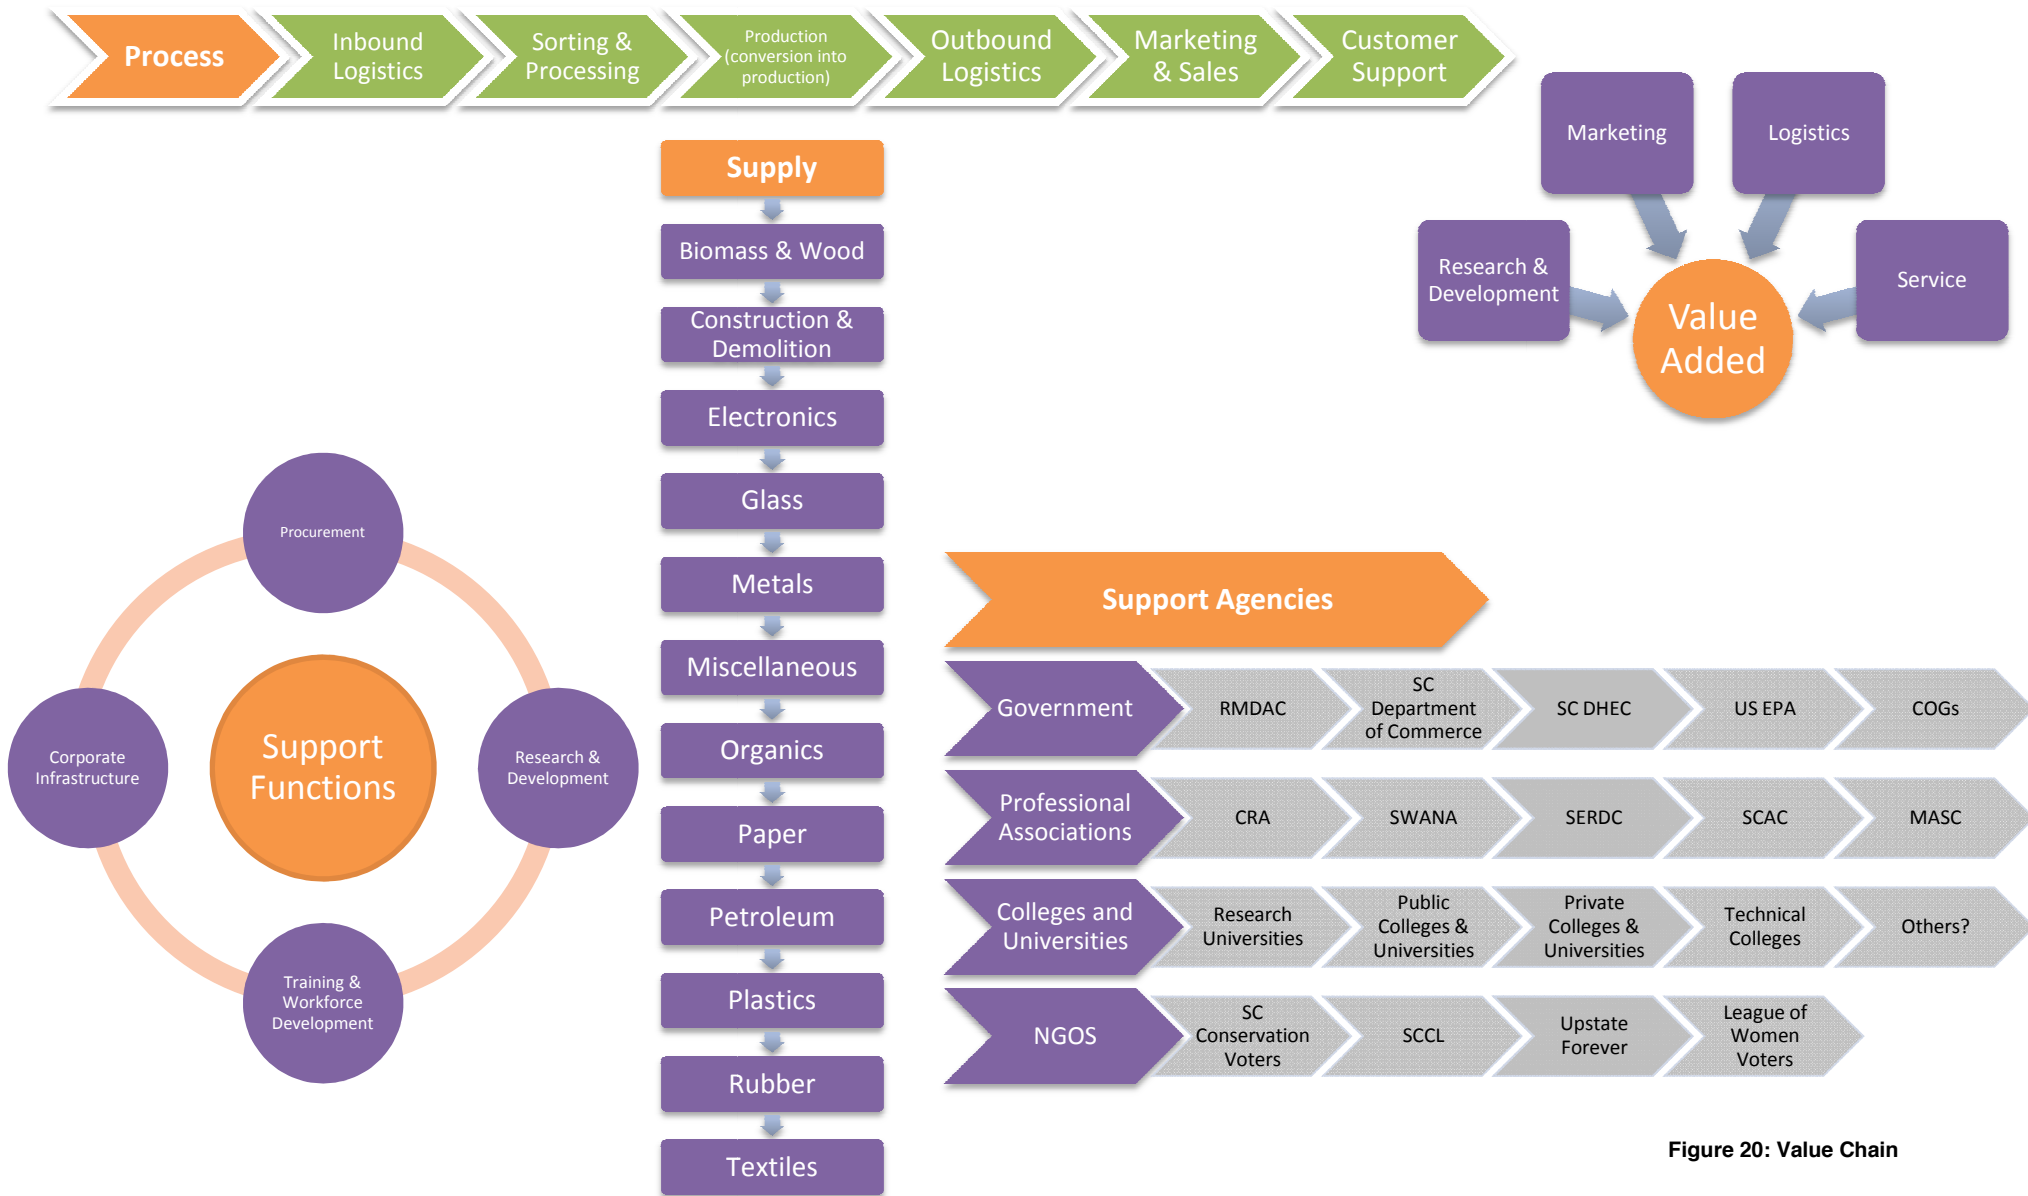 Process
Inbound
Logistics
Sorting &
Processing
Production
(conversion into
production)
Outbound
Logistics
Marketing
& Sales
Customer
Support
Marketing
Logistics
Research &
Development
Service
Value
Added
Supply
Biomass & Wood
Construction &
Demolition
Electronics
Glass
Metals
Miscellaneous
Organics
Paper
Petroleum
Plastics
Rubber
Textiles
Procurement
Corporate
Infrastructure
Support
Functions
Research &
Development
Training &
Workforce
Development
Support Agencies
Government
RMDAC
SC
Department
of Commerce
SC DHEC
US EPA
COGs
Professional
Associations
CRA
SWANA
SERDC
SCAC
MASC
Colleges and
Universities
Research
Universities
Public
Colleges &
Universities
Private
Colleges &
Universities
Technical
Colleges
Others?
NGOS
SC
Conservation
Voters
SCCL
Upstate
Forever
League of
Women
Voters
Figure 20: Value Chain